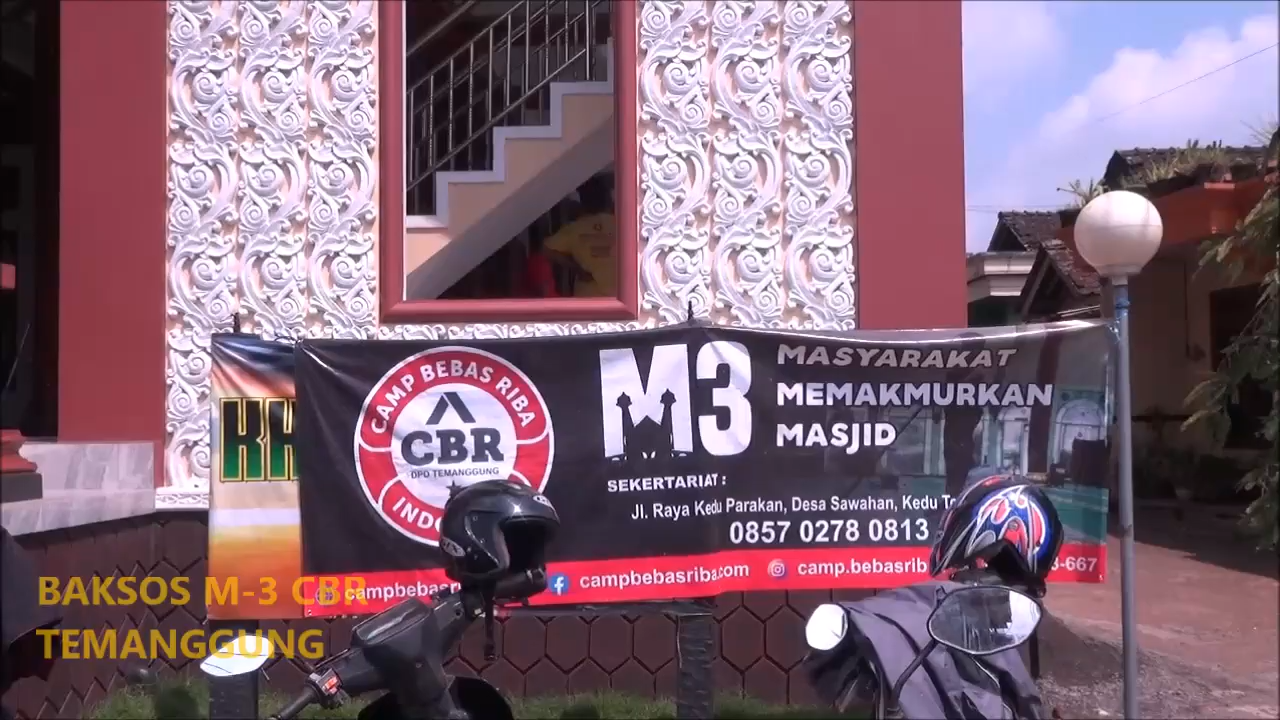 CAMP BEBAS RIBA
CBR
DPD TEMANGGUNG
M3
MASYARAKAT
MEMAKMURKAN
MASJID
SEKERTARIAT :
Jl. Raya Kedu Parakan, Desa Sawahan, Kedu
0857 0278 0813
campbebasriba.com
camp.bebasrib
-667
BAKSOS M-3 CBR
TEMANGGUNG